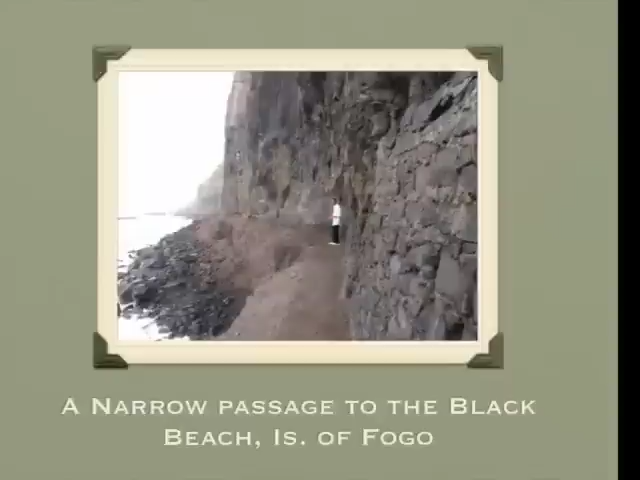 A Narrow passage to the Black
Beach, Is. of Fogo